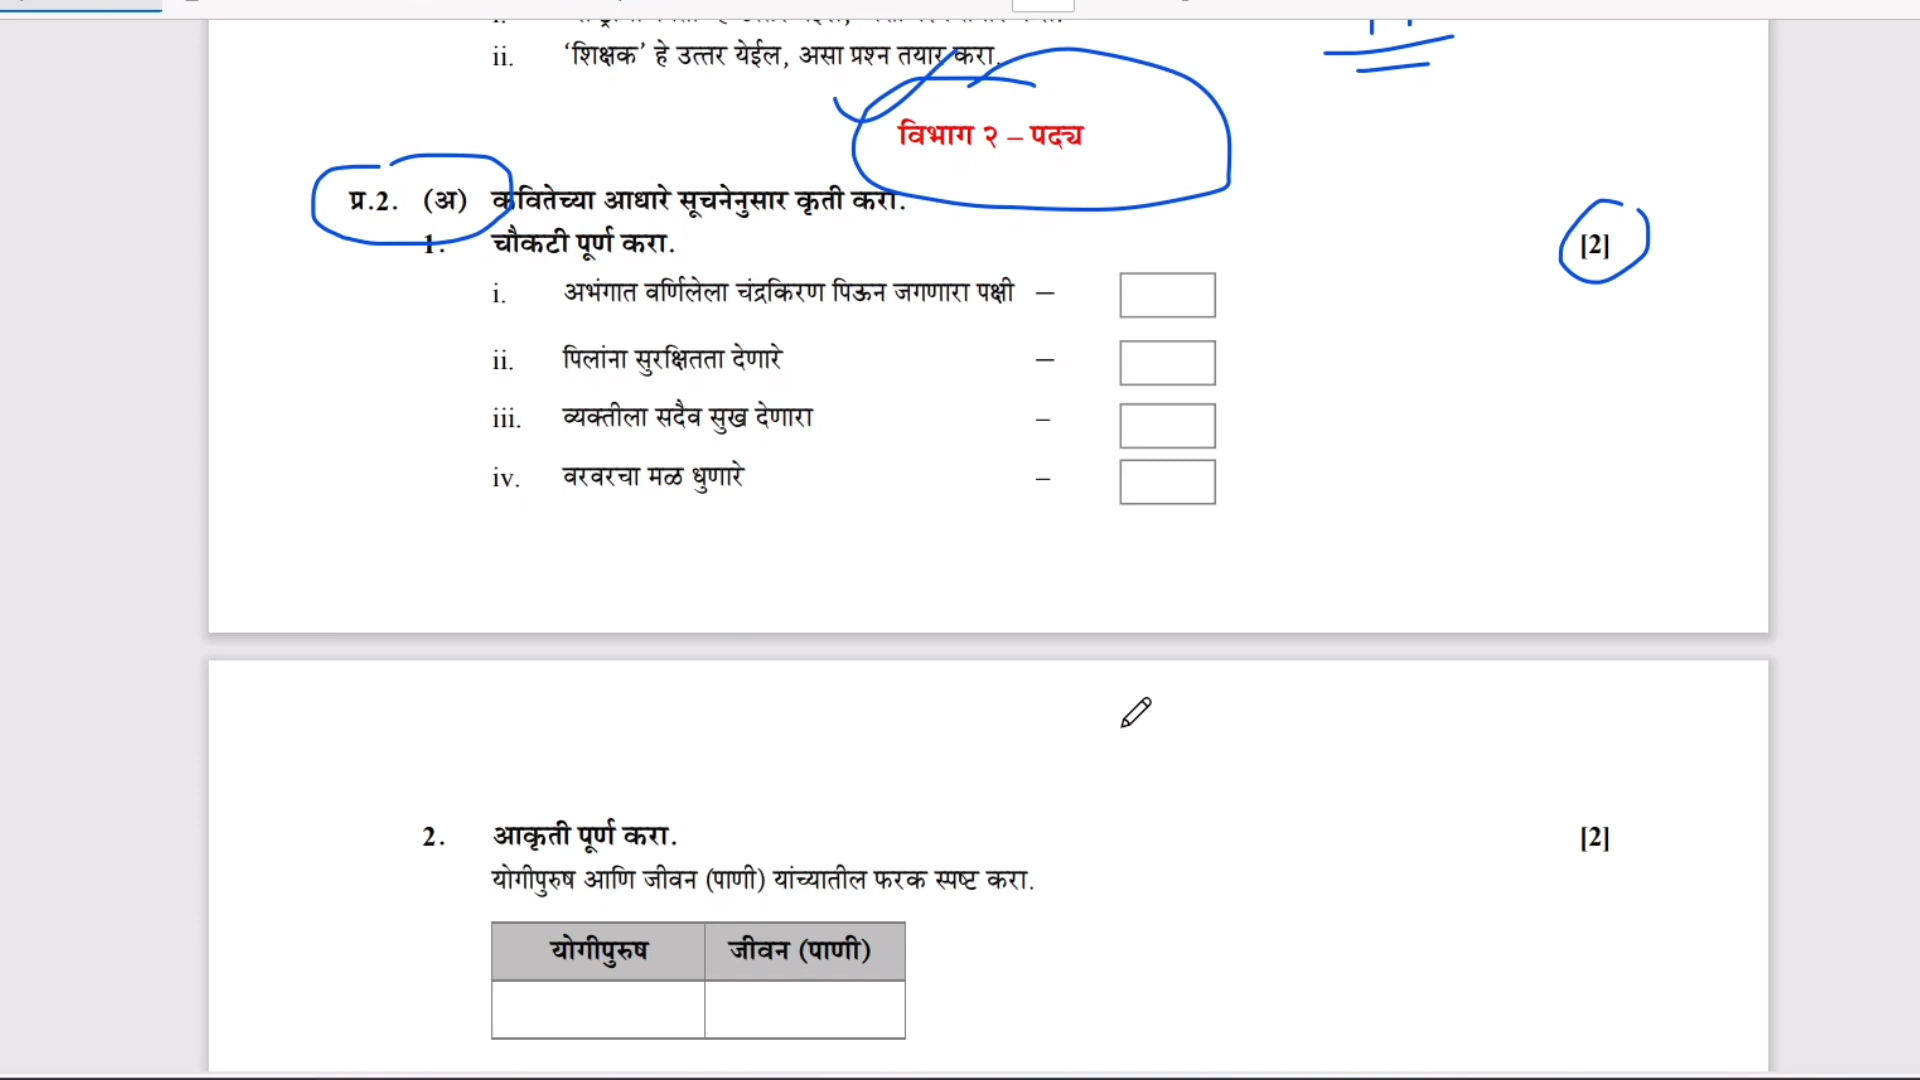 ii. ‘शिक्षक’ हे उत्तर येईल, असा प्रश्न तयार करा.
विभाग २ – पद्य
प्र.2. (अ) कवितेच्या आधारे सूचनेनुसार कृती करा.
1. चौकटी पूर्ण करा. [2]
i. अभंगात वर्णिलेला चंद्रकिरण पिऊन जगणारा पक्षी –
ii. पिलांना सुरक्षितता देणारे –
iii. व्यक्तीला सदैव सुख देणारा –
iv. वरवरचा मळ धुणारे –
2. आकृती पूर्ण करा. [2]
योगीपुरुष आणि जीवन (पाणी) यांच्यातील फरक स्पष्ट करा.
योगीपुरुष जीवन (पाणी)